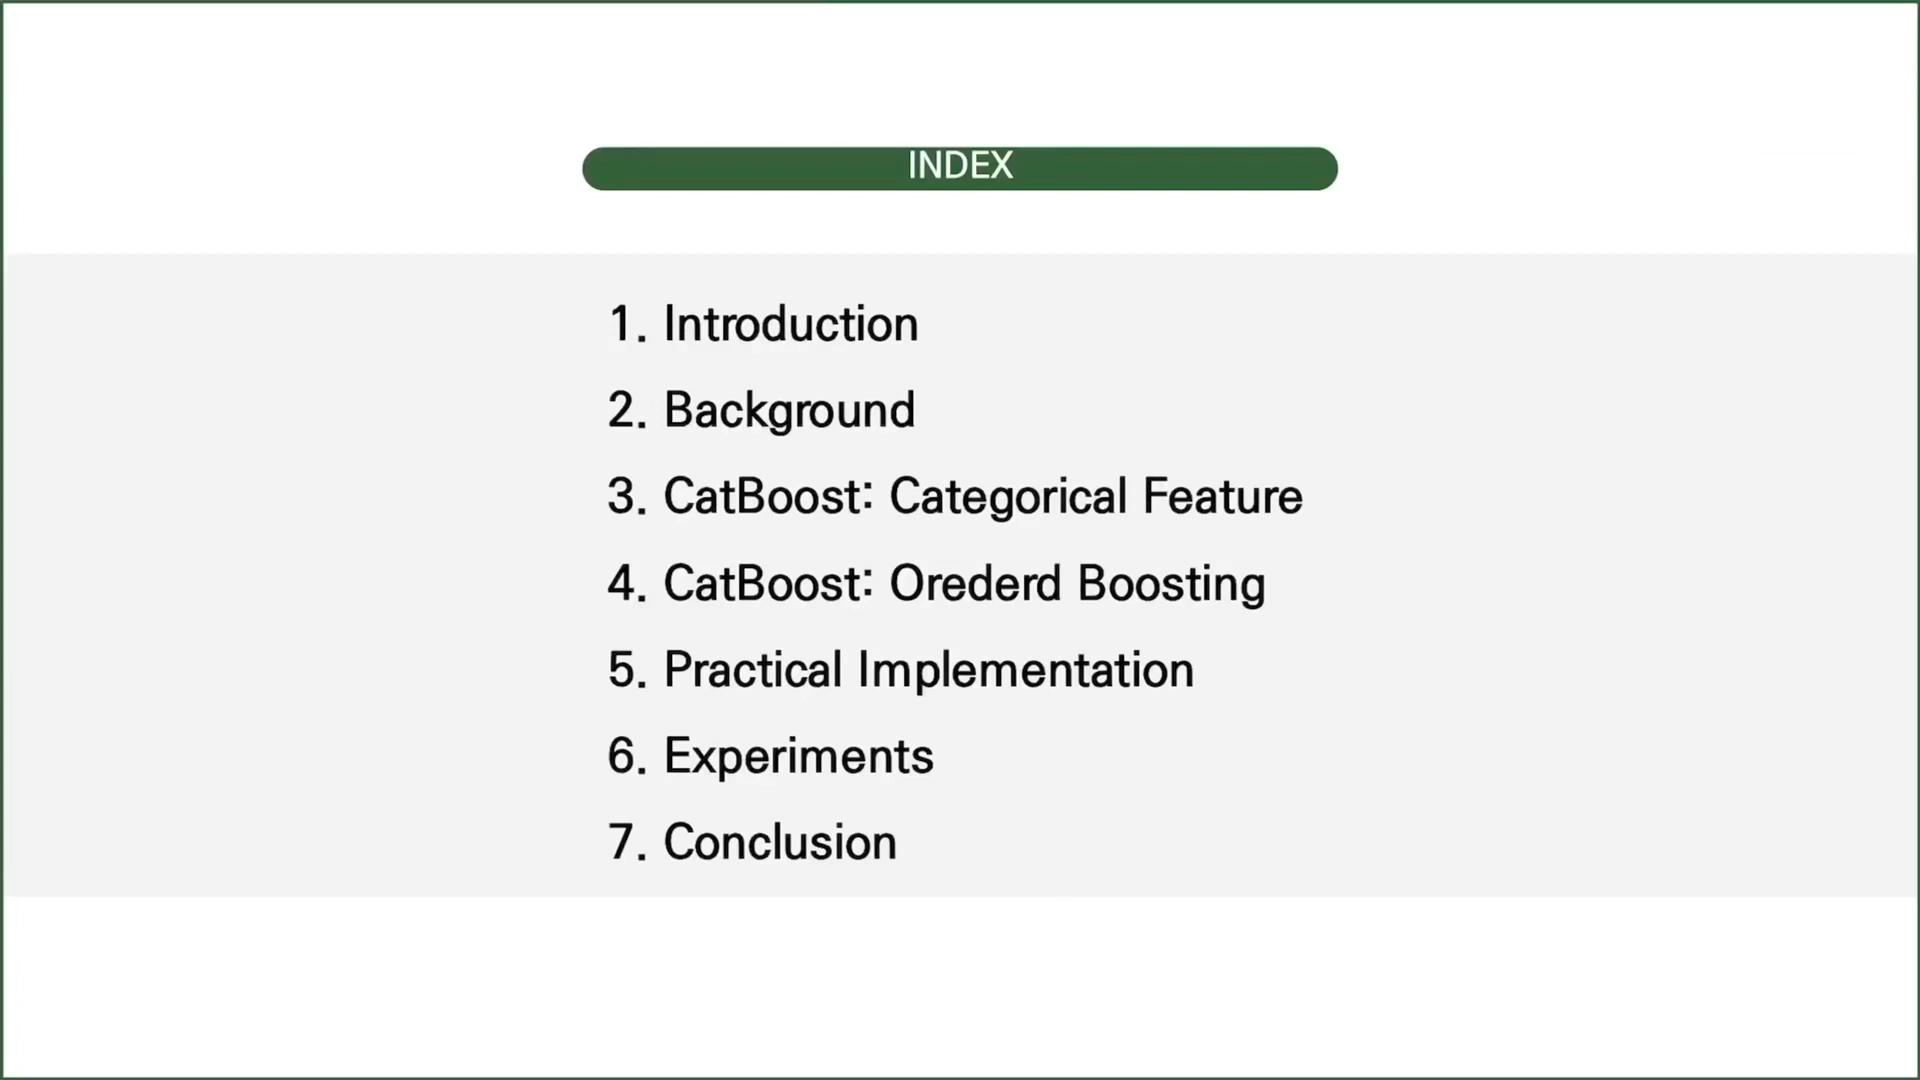 INDEX
1. Introduction
2. Background
3. CatBoost: Categorical Feature
4. CatBoost: Orederd Boosting
5. Practical Implementation
6. Experiments
7. Conclusion